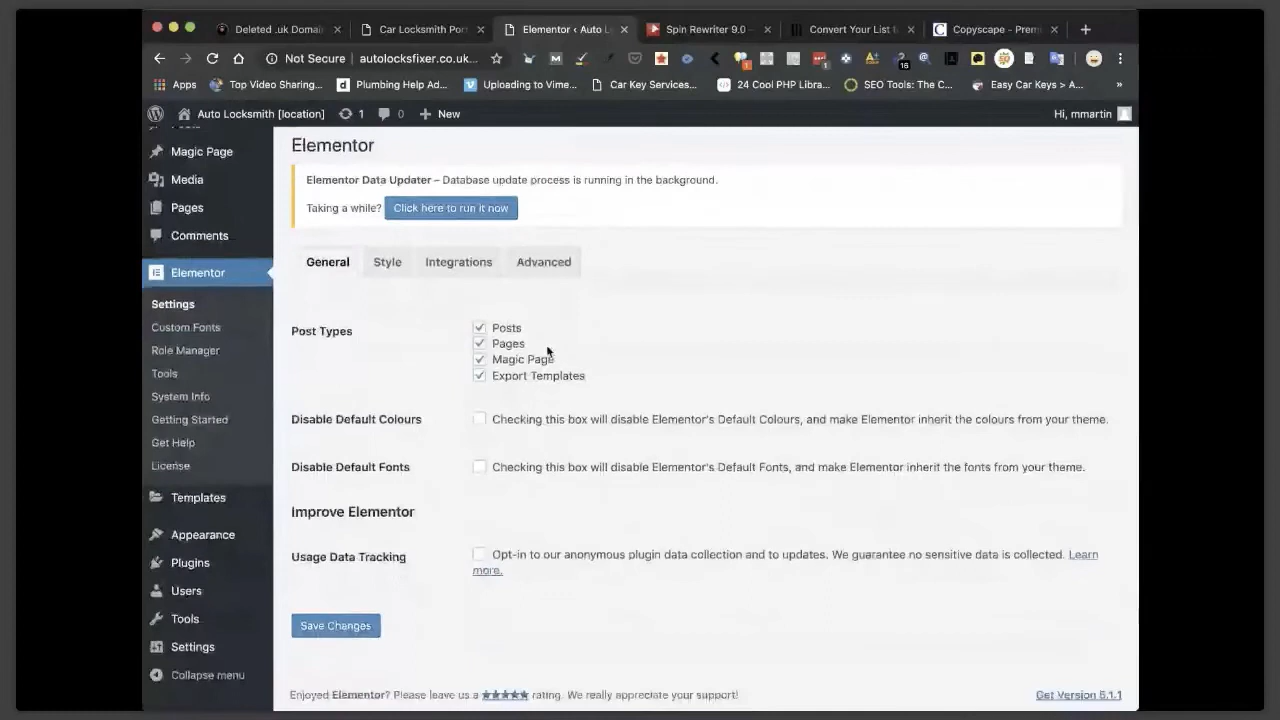 Deleted .uk Domai
Car Locksmith Por
Elementor ‹ Auto L
Spin Rewriter 9.0
Convert Your List
Copyscape - Prem
Not Secure
autolocksfixer.co.uk...
Apps
Top Video Sharing...
Plumbing Help Ad...
Uploading to Vime...
Car Key Services...
24 Cool PHP Libra...
SEO Tools: The C...
Easy Car Keys > A...
»
Auto Locksmith [location]
1
0
New
Hi, mmartin
Magic Page
Media
Pages
Comments
Elementor
Settings
Custom Fonts
Role Manager
Tools
System Info
Getting Started
Get Help
License
Templates
Appearance
Plugins
Users
Tools
Settings
Collapse menu
Elementor
Elementor Data Updater – Database update process is running in the background.
Taking a while? Click here to run it now
General
Style
Integrations
Advanced
Post Types
Posts
Pages
Magic Page
Export Templates
Disable Default Colours
Checking this box will disable Elementor's Default Colours, and make Elementor inherit the colours from your theme.
Disable Default Fonts
Checking this box will disable Elementor's Default Fonts, and make Elementor inherit the fonts from your theme.
Improve Elementor
Usage Data Tracking
Opt-in to our anonymous plugin data collection and to updates. We guarantee no sensitive data is collected. Learn
more.
Save Changes
Enjoyed Elementor? Please leave us a ★★★★★ rating. We really appreciate your support!
Get Version 5.1.1